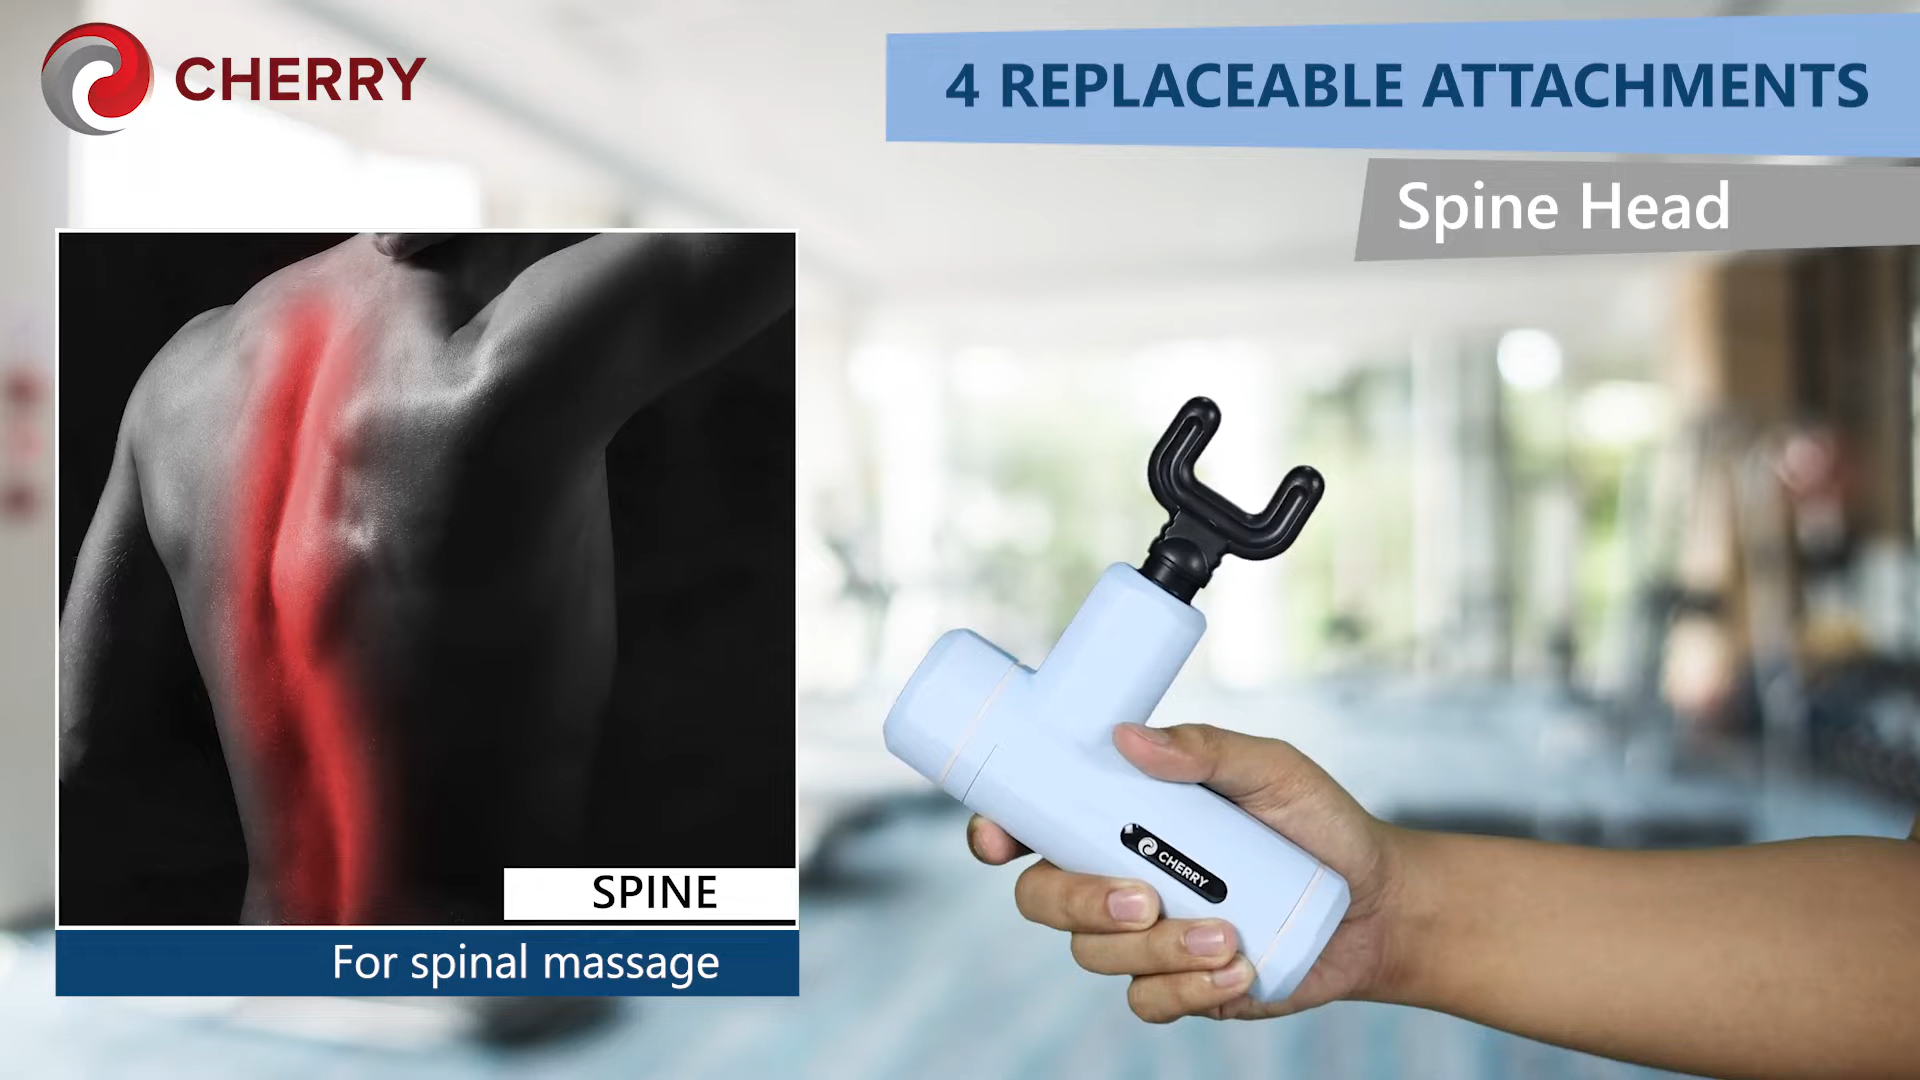 CHERRY
4 REPLACEABLE ATTACHMENTS
Spine Head
CHERRY
SPINE
For spinal massage